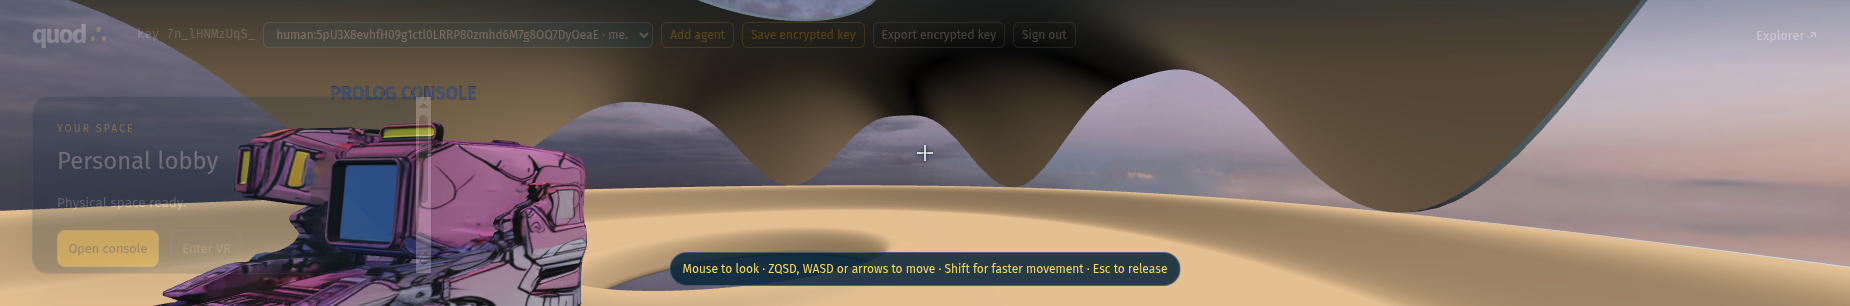 quod
key 7n_lHNMzUqS_
human:5pU3X8evhfH09g1ctl0LRRP80zmhd6M7g8OQ7DyOeaE · me.
Add agent
Save encrypted key
Export encrypted key
Sign out
Explorer ↗
PROLOG CONSOLE
YOUR SPACE
Personal lobby
Physical space ready.
Open console
Enter VR
Mouse to look · ZQSD, WASD or arrows to move · Shift for faster movement · Esc to release